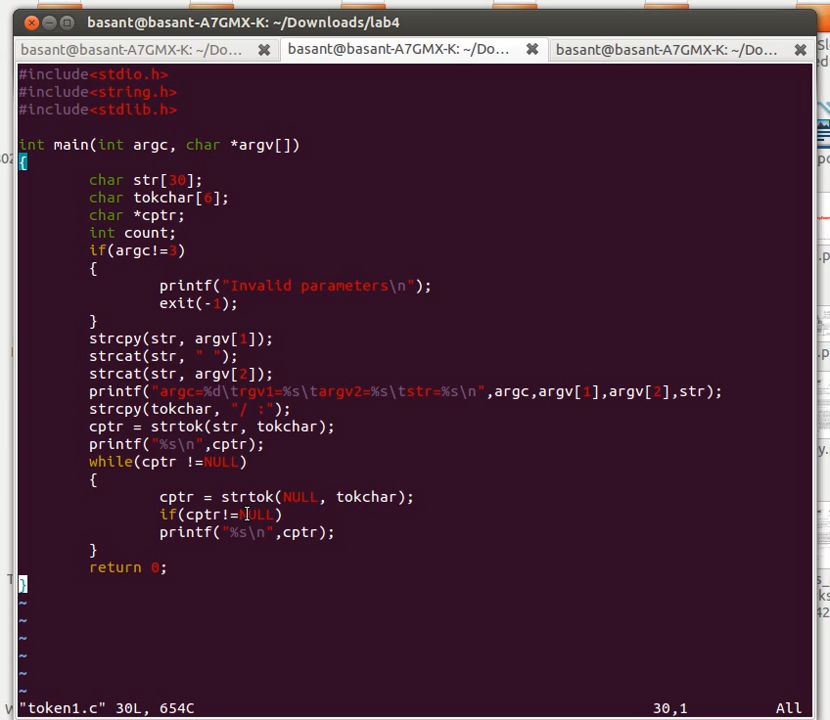 basant@basant-A7GMX-K: ~/Downloads/lab4
basant@basant-A7GMX-K: ~/Do... basant@basant-A7GMX-K: ~/Do... basant@basant-A7GMX-K: ~/Do...
#include<stdio.h>
#include<string.h>
#include<stdlib.h>
int main(int argc, char *argv[])
{
char str[30];
char tokchar[6];
char *cptr;
int count;
if(argc!=3)
{
printf("Invalid parameters\n");
exit(-1);
}
strcpy(str, argv[1]);
strcat(str, " ");
strcat(str, argv[2]);
printf("argc=%d\trgv1=%s\targv2=%s\tstr=%s\n",argc,argv[1],argv[2],str);
strcpy(tokchar, "/ :");
cptr = strtok(str, tokchar);
printf("%s\n",cptr);
while(cptr !=NULL)
{
cptr = strtok(NULL, tokchar);
if(cptr!=NULL)
printf("%s\n",cptr);
}
return 0;
}
~
~
~
~
~
~
"token1.c" 30L, 654C 30,1 All